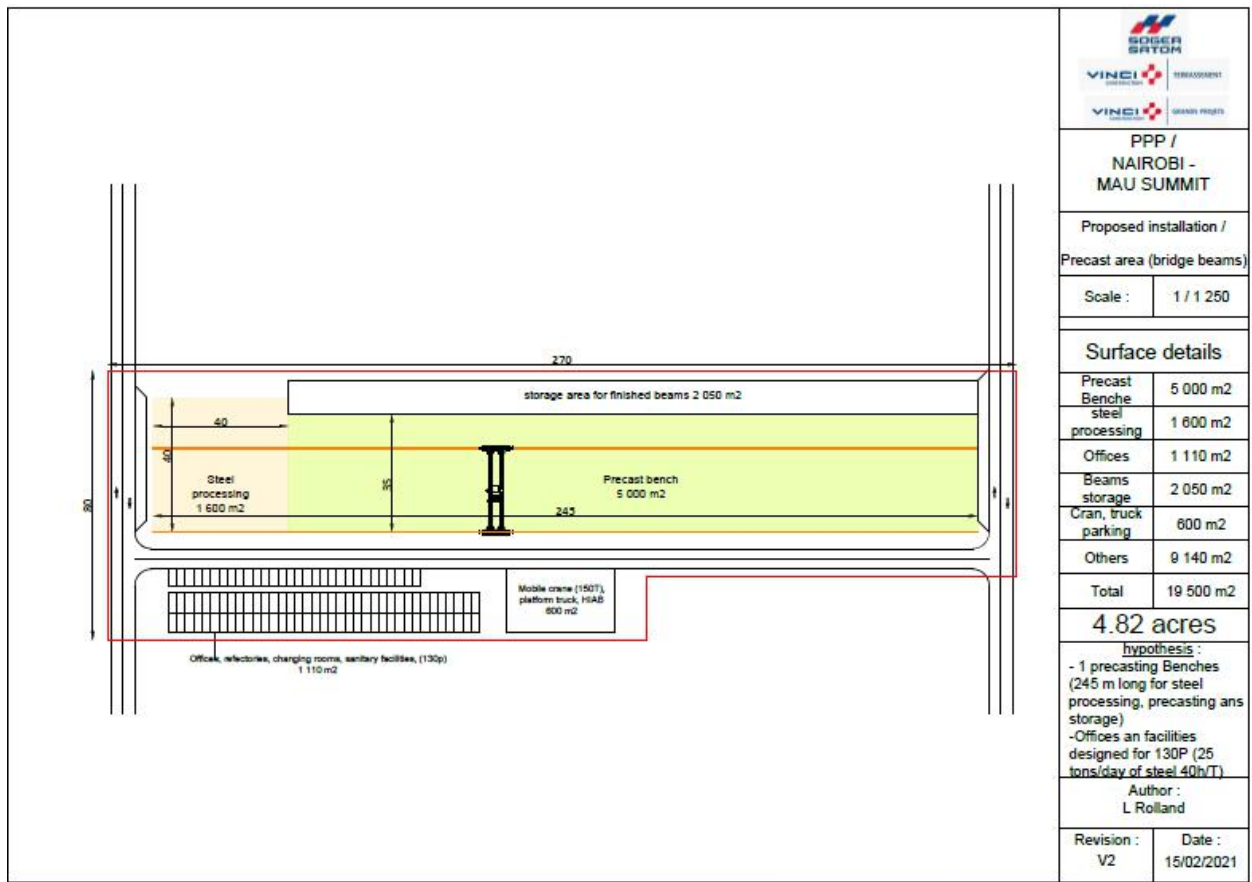 270
storage area for finished beams 2 050 m2
40
40
35
80
Steel
processing
1 600 m2
Precast bench
5 000 m2
245
Mobile crane (150T),
platform truck, HIAB
600 m2
Offices, refectories, changing rooms, sanitary facilities, (130p)
1 110 m2
SOGEA
SATOM
VINCI
CONSTRUCTION
TERRASSEMENT
VINCI
CONSTRUCTION
GRANDS PROJETS
PPP /
NAIROBI -
MAU SUMMIT
Proposed installation /
Precast area (bridge beams)
Scale : 1 / 1 250
Surface details
Precast
Benche 5 000 m2
steel
processing 1 600 m2
Offices 1 110 m2
Beams
storage 2 050 m2
Cran, truck
parking 600 m2
Others 9 140 m2
Total 19 500 m2
4.82 acres
hypothesis :
- 1 precasting Benches
(245 m long for steel
processing, precasting ans
storage)
-Offices an facilities
designed for 130P (25
tons/day of steel 40h/T)
Author :
L Rolland
Revision : Date :
V2 15/02/2021